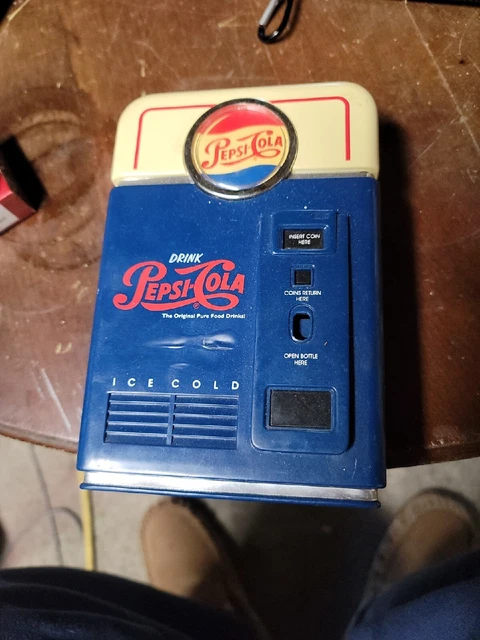 PEPSI-COLA
DRINK
PEPSI-COLA
The Original Pure Food Drink!
ICE COLD
INSERT COIN
HERE
COINS RETURN
HERE
OPEN BOTTLE
HERE